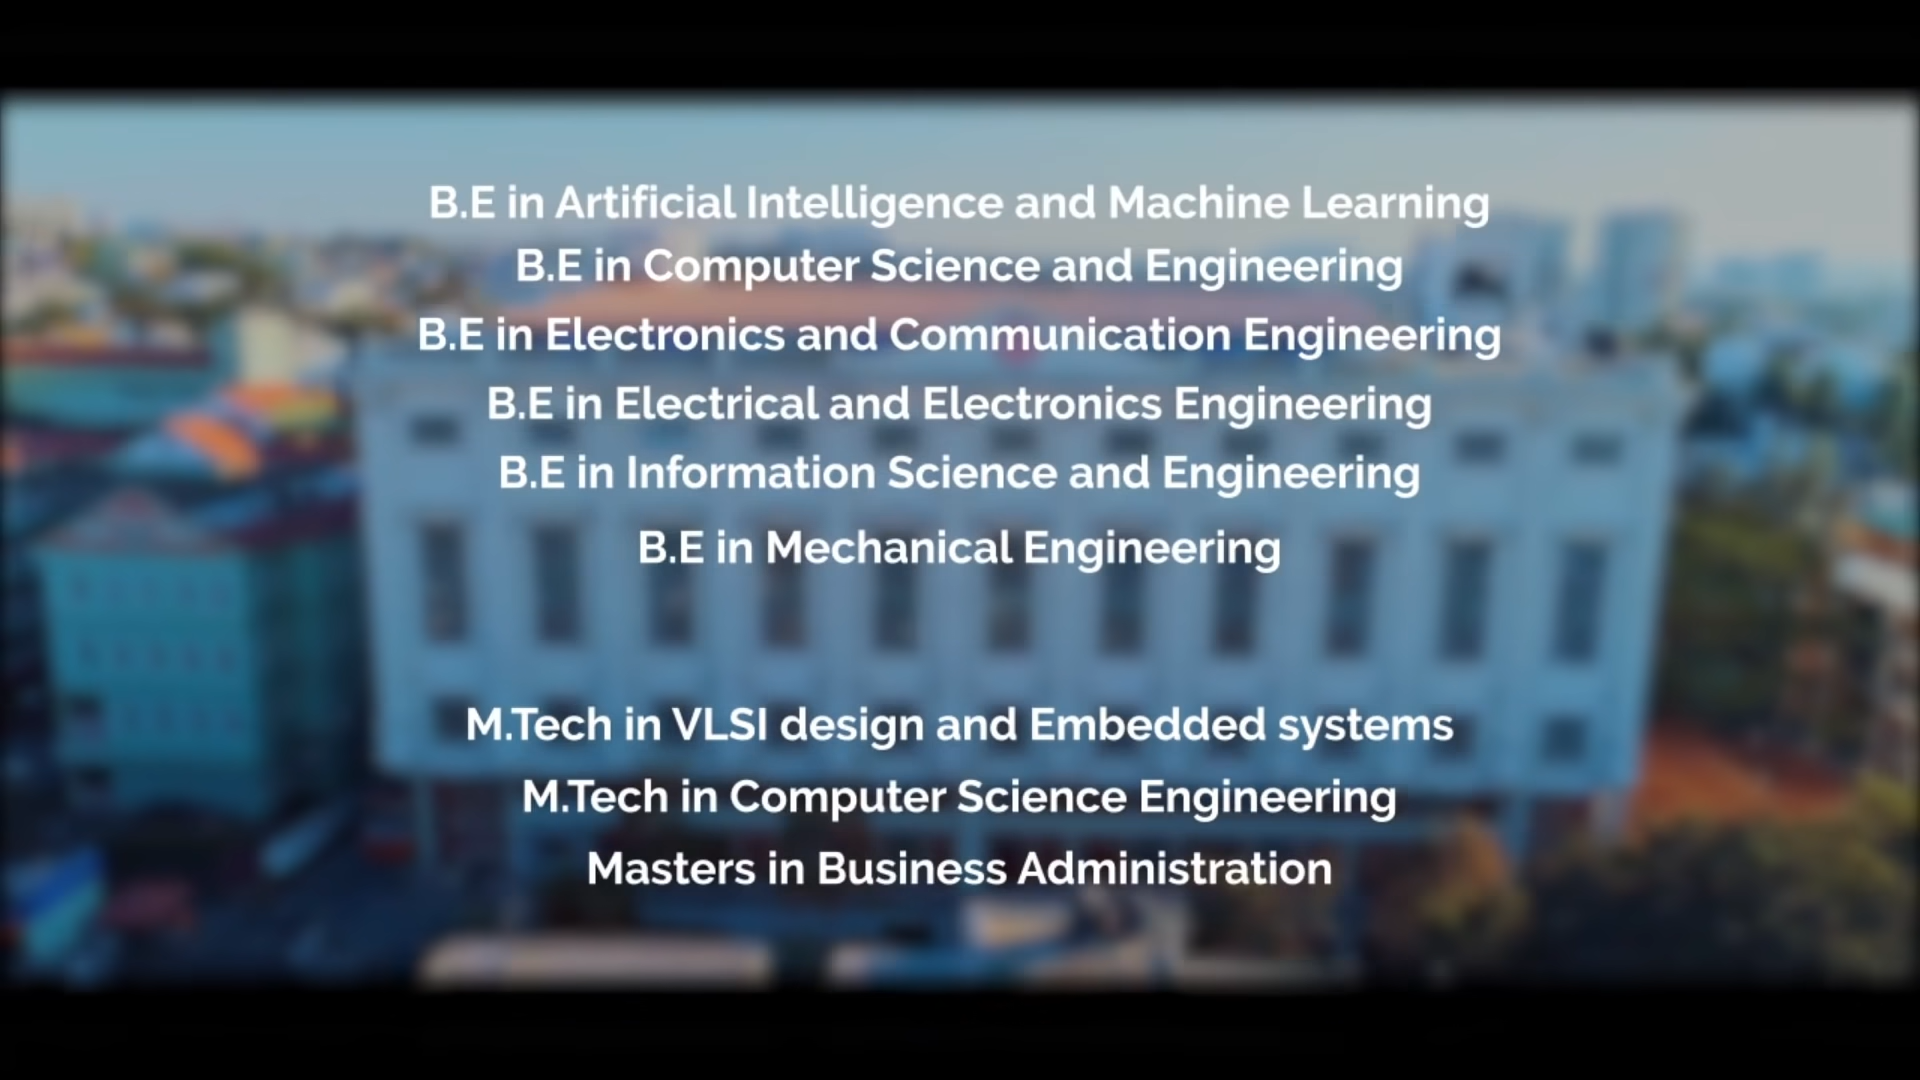 B.E in Artificial Intelligence and Machine Learning
B.E in Computer Science and Engineering
B.E in Electronics and Communication Engineering
B.E in Electrical and Electronics Engineering
B.E in Information Science and Engineering
B.E in Mechanical Engineering
M.Tech in VLSI design and Embedded systems
M.Tech in Computer Science Engineering
Masters in Business Administration